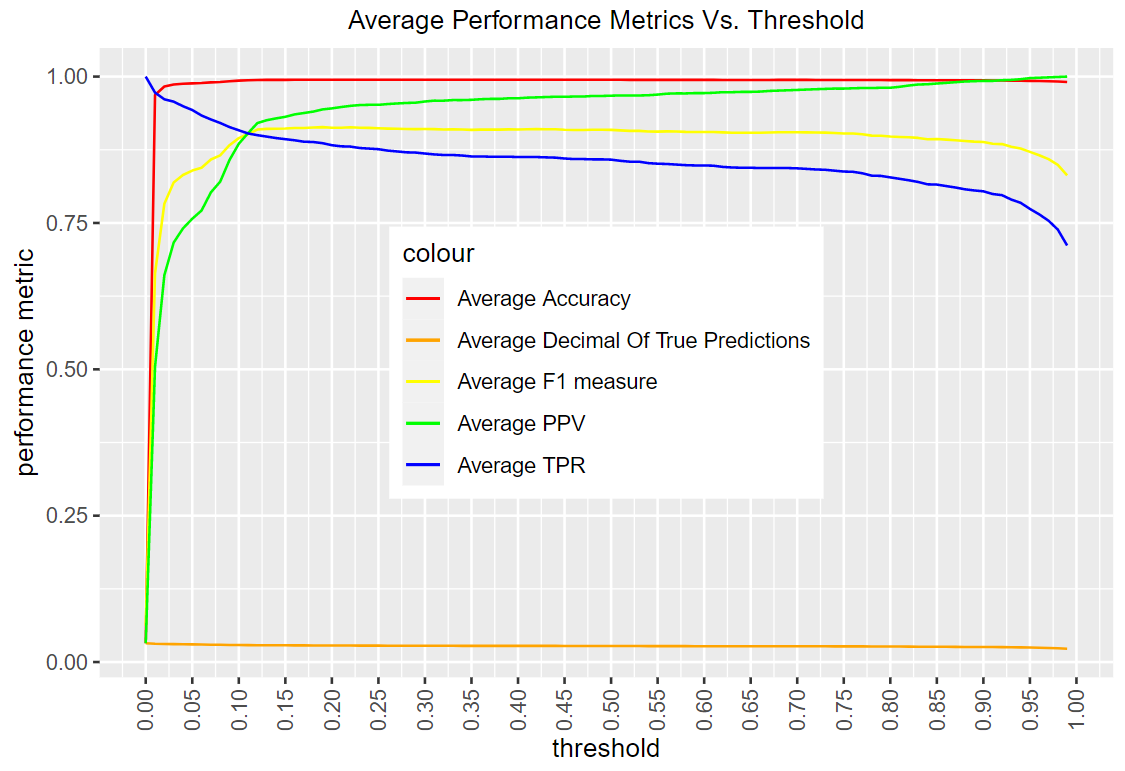 Average Performance Metrics Vs. Threshold
performance metric
1.00
0.75
0.50
0.25
0.00
colour
Average Accuracy
Average Decimal Of True Predictions
Average F1 measure
Average PPV
Average TPR
0.00 0.05 0.10 0.15 0.20 0.25 0.30 0.35 0.40 0.45 0.50 0.55 0.60 0.65 0.70 0.75 0.80 0.85 0.90 0.95 1.00
threshold